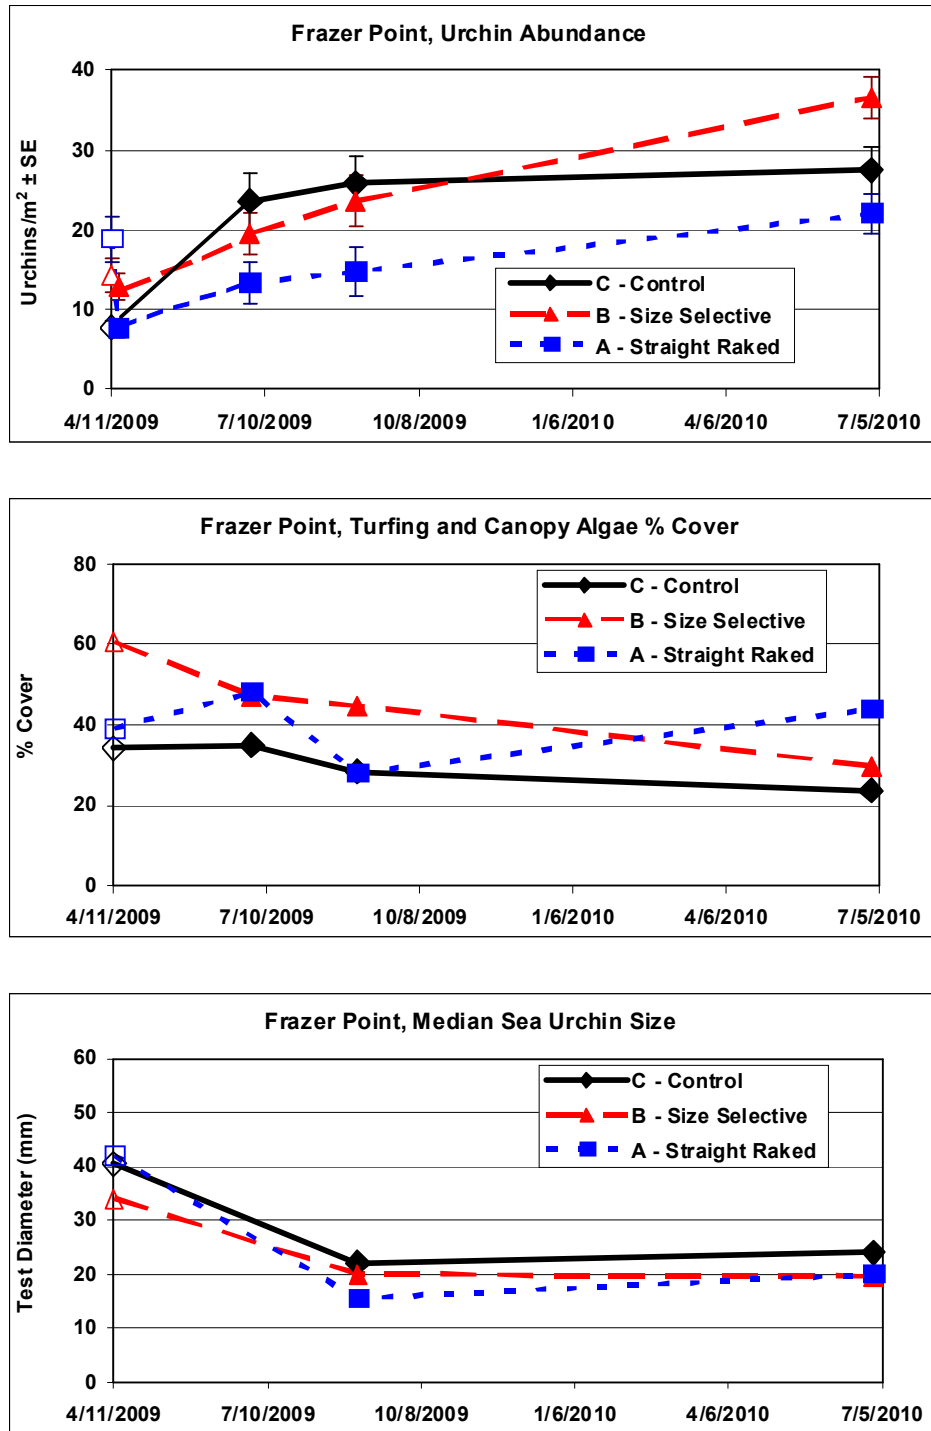 Frazer Point, Urchin Abundance
Urchins/m² ± SE
40
30
20
10
0
C - Control
B - Size Selective
A - Straight Raked
4/11/2009 7/10/2009 10/8/2009 1/6/2010 4/6/2010 7/5/2010
Frazer Point, Turfing and Canopy Algae % Cover
% Cover
80
60
40
20
0
C - Control
B - Size Selective
A - Straight Raked
4/11/2009 7/10/2009 10/8/2009 1/6/2010 4/6/2010 7/5/2010
Frazer Point, Median Sea Urchin Size
Test Diameter (mm)
60
50
40
30
20
10
0
C - Control
B - Size Selective
A - Straight Raked
4/11/2009 7/10/2009 10/8/2009 1/6/2010 4/6/2010 7/5/2010